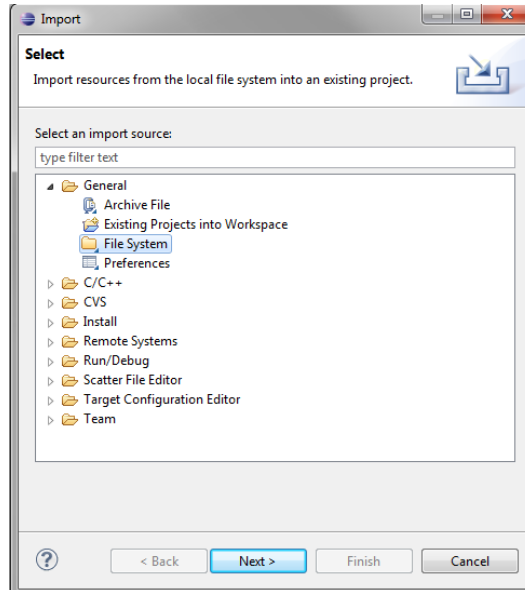 Import
Select
Import resources from the local file system into an existing project.
Select an import source:
type filter text
General
Archive File
Existing Projects into Workspace
File System
Preferences
C/C++
CVS
Install
Remote Systems
Run/Debug
Scatter File Editor
Target Configuration Editor
Team
? < Back Next > Finish Cancel